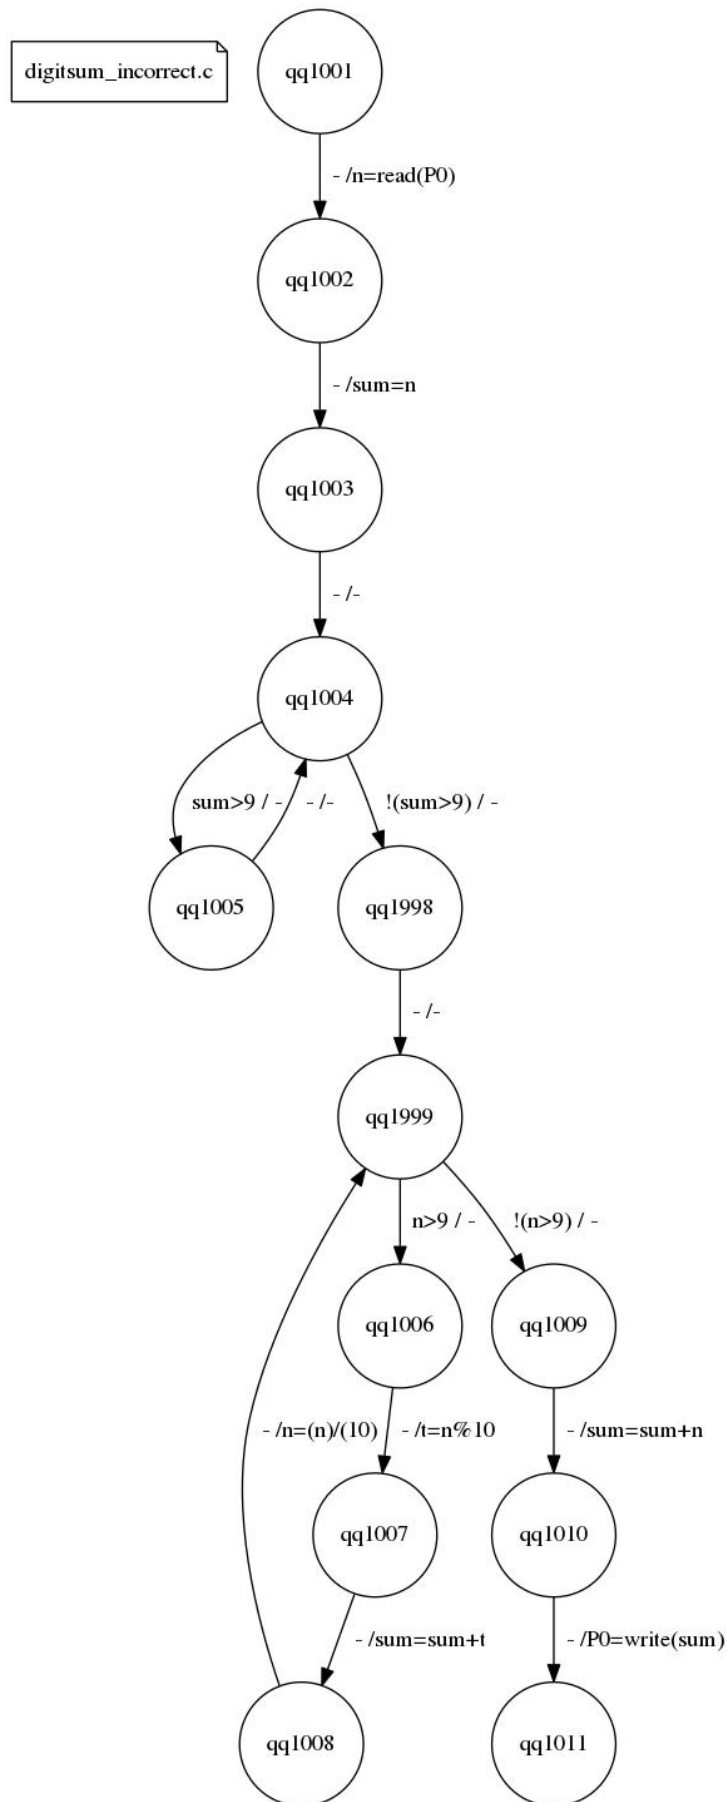 digitsum_incorrect.c
qq1001
- /n=read(P0)
qq1002
- /sum=n
qq1003
- /-
qq1004
sum>9 / -
- /-
!(sum>9) / -
qq1005
qq1998
- /-
qq1999
n>9 / -
!(n>9) / -
qq1006
qq1009
- /n=(n)/(10)
- /t=n%10
- /sum=sum+n
qq1007
qq1010
- /sum=sum+t
- /P0=write(sum)
qq1008
qq1011